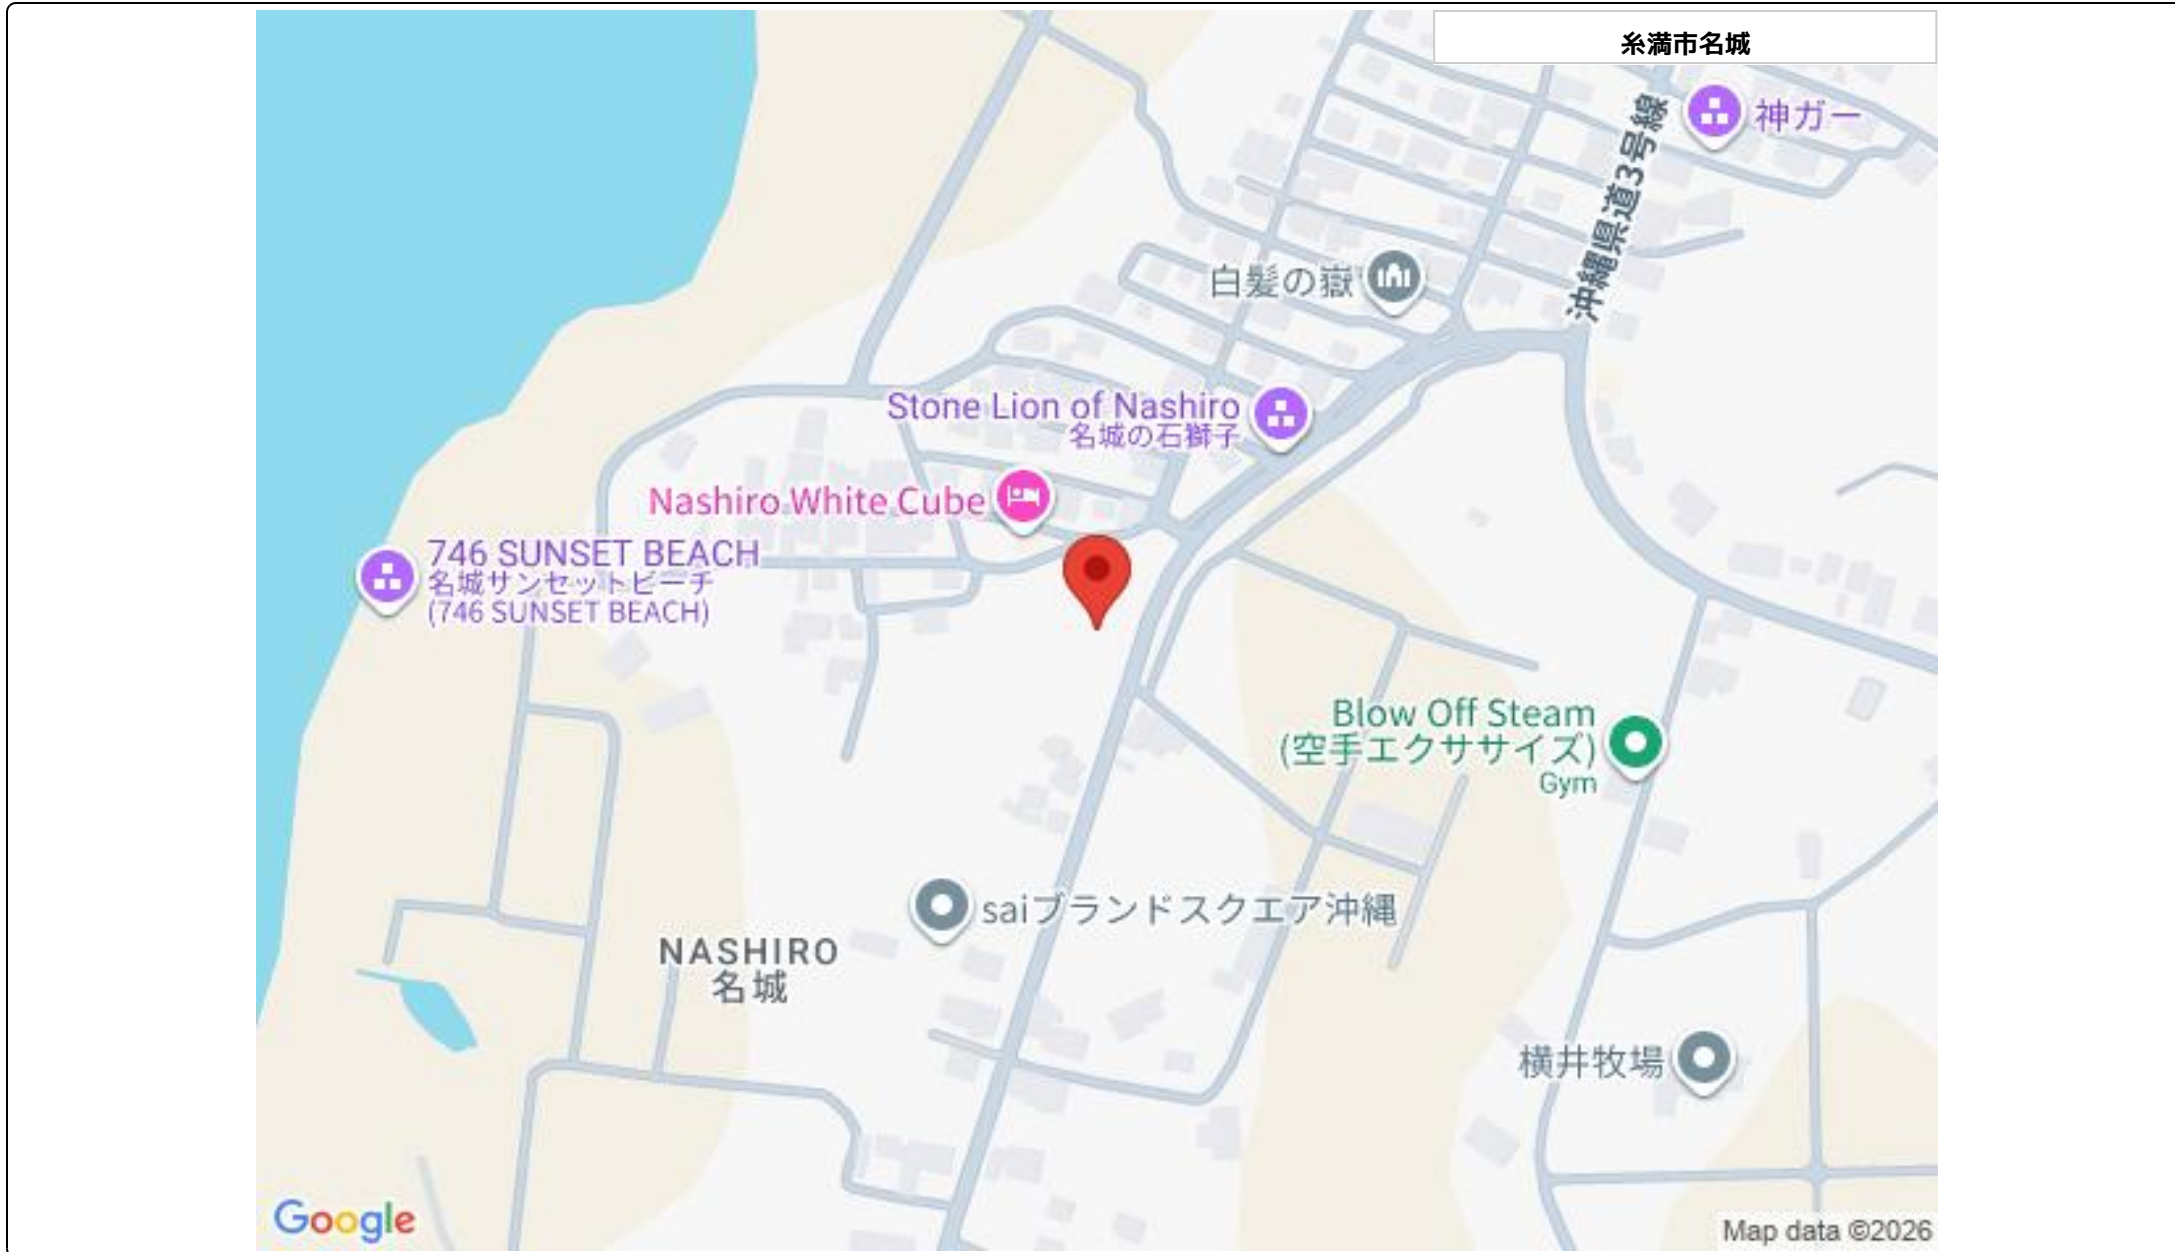 糸満市名城
神ガー
沖縄県道3号線
白髪の嶽
Stone Lion of Nashiro
名城の石獅子
Nashiro White Cube
746 SUNSET BEACH
名城サンセットビーチ
(746 SUNSET BEACH)
Blow Off Steam
(空手エクササイズ)
Gym
saiブランドスクエア沖縄
NASHIRO
名城
横井牧場
Google
Map data ©2026